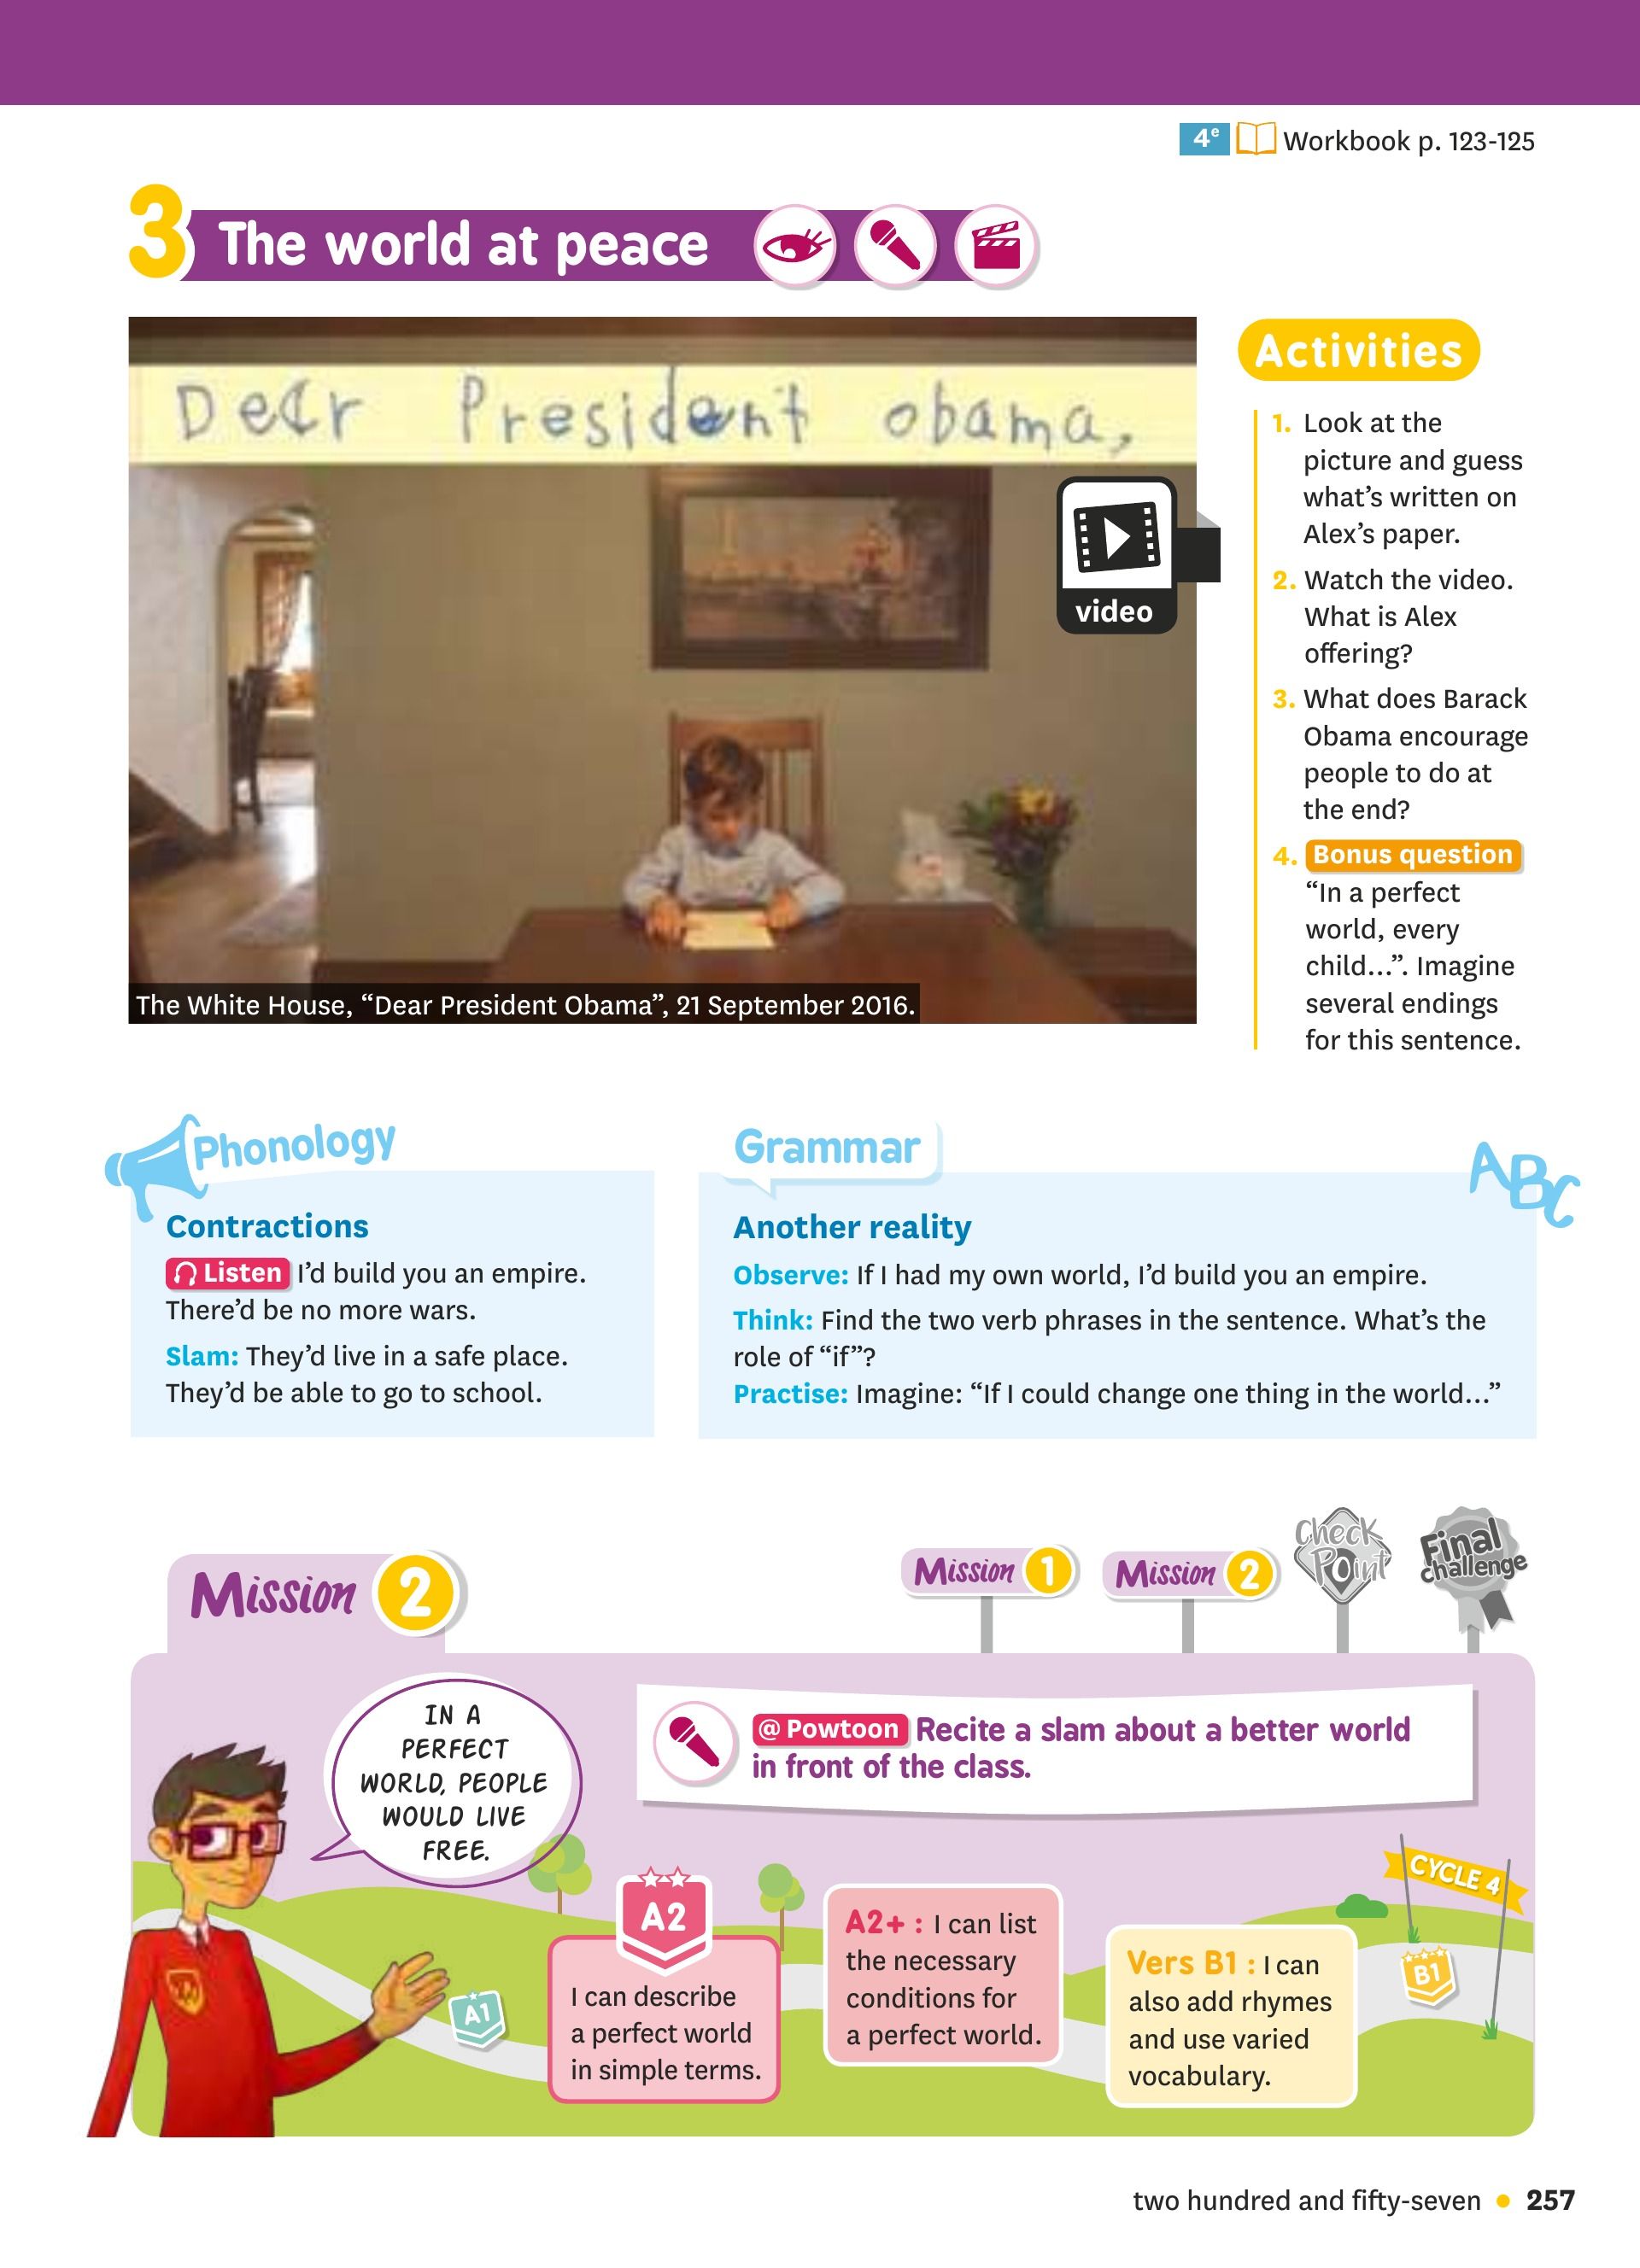 4e Workbook p. 123-125
3 The world at peace
Dear President obama,
video
The White House, “Dear President Obama”, 21 September 2016.
Activities
1. Look at the
picture and guess
what’s written on
Alex’s paper.
2. Watch the video.
What is Alex
offering?
3. What does Barack
Obama encourage
people to do at
the end?
4. Bonus question
“In a perfect
world, every
child...”. Imagine
several endings
for this sentence.
Phonology
Contractions
Listen I’d build you an empire.
There’d be no more wars.
Slam: They’d live in a safe place.
They’d be able to go to school.
Grammar
ABC
Another reality
Observe: If I had my own world, I’d build you an empire.
Think: Find the two verb phrases in the sentence. What’s the
role of “if”?
Practise: Imagine: “If I could change one thing in the world...”
Mission 2
Mission 1
Mission 2
Check
Point
Final
challenge
IN A
PERFECT
WORLD, PEOPLE
WOULD LIVE
FREE.
@ Powtoon Recite a slam about a better world
in front of the class.
A1
A2
I can describe
a perfect world
in simple terms.
A2+ : I can list
the necessary
conditions for
a perfect world.
Vers B1 : I can
also add rhymes
and use varied
vocabulary.
CYCLE 4
B1
two hundred and fifty-seven • 257